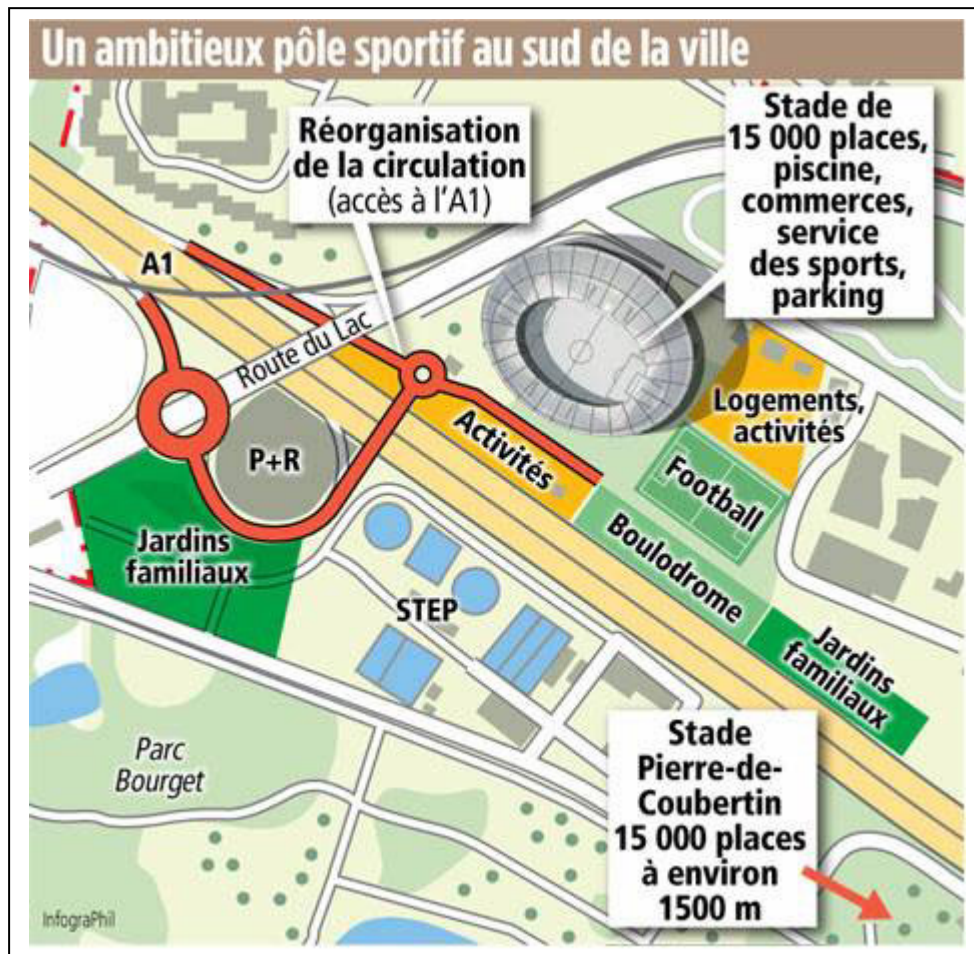 Un ambitieux pôle sportif au sud de la ville
Réorganisation
de la circulation
(accès à l'A1)
Stade de
15 000 places,
piscine,
commerces,
service
des sports,
parking
A1
Route du Lac
P+R
Activités
Logements,
activités
Football
Boulodrome
Jardins
familiaux
STEP
Jardins
familiaux
Parc
Bourget
Stade
Pierre-de-
Coubertin
15 000 places
à environ
1500 m
InfograPhil